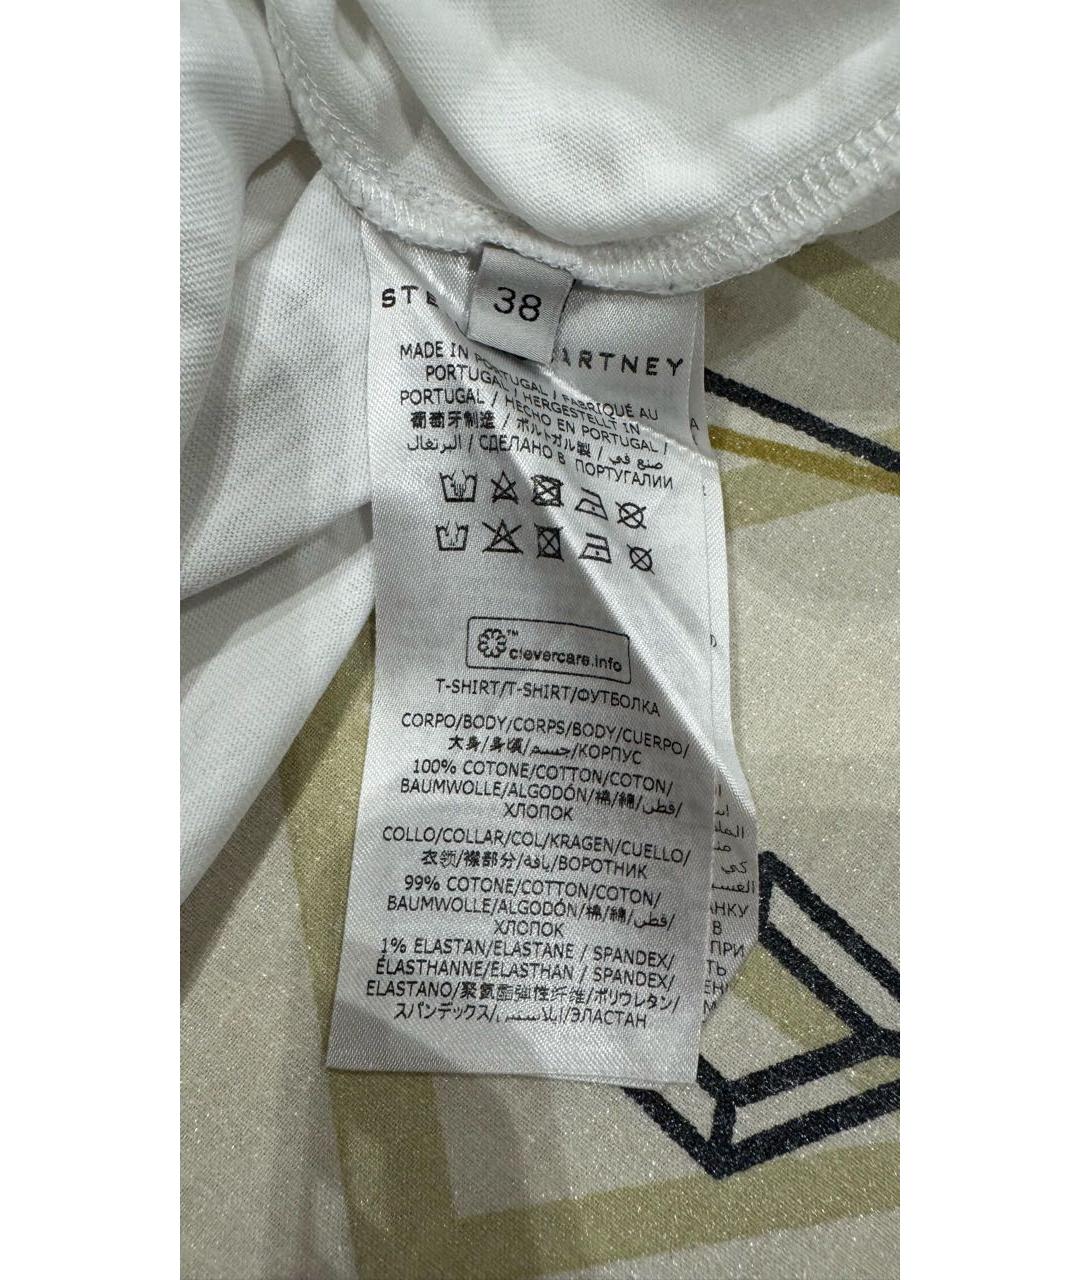 38
STE ARTNEY
MADE IN PORTUGAL / FABRIQUÉ AU
PORTUGAL / HERGESTELLT IN
PORTUGAL / HECHO EN PORTUGAL /
葡萄牙制造 / ポルトガル製 / صنع في
البرتغال / СДЕЛАНО В ПОРТУГАЛИИ
™
clevercare.info
T-SHIRT/T-SHIRT/ФУТБОЛКА
CORPO/BODY/CORPS/BODY/CUERPO/
大身/身頃/جسم/КОРПУС
100% COTONE/COTTON/COTON/
BAUMWOLLE/ALGODÓN/棉/綿/قطن/
ХЛОПОК
COLLO/COLLAR/COL/KRAGEN/CUELLO/
衣领/襟部分/ياقة/ВОРОТНИК
99% COTONE/COTTON/COTON/
BAUMWOLLE/ALGODÓN/棉/綿/قطن/
ХЛОПОК
1% ELASTAN/ELASTANE / SPANDEX/
ÉLASTHANNE/ELASTHAN / SPANDEX/
ELASTANO/聚氨酯弹性纤维/ポリウレタン/
スパンデックス/إيلاستين/ЭЛАСТАН